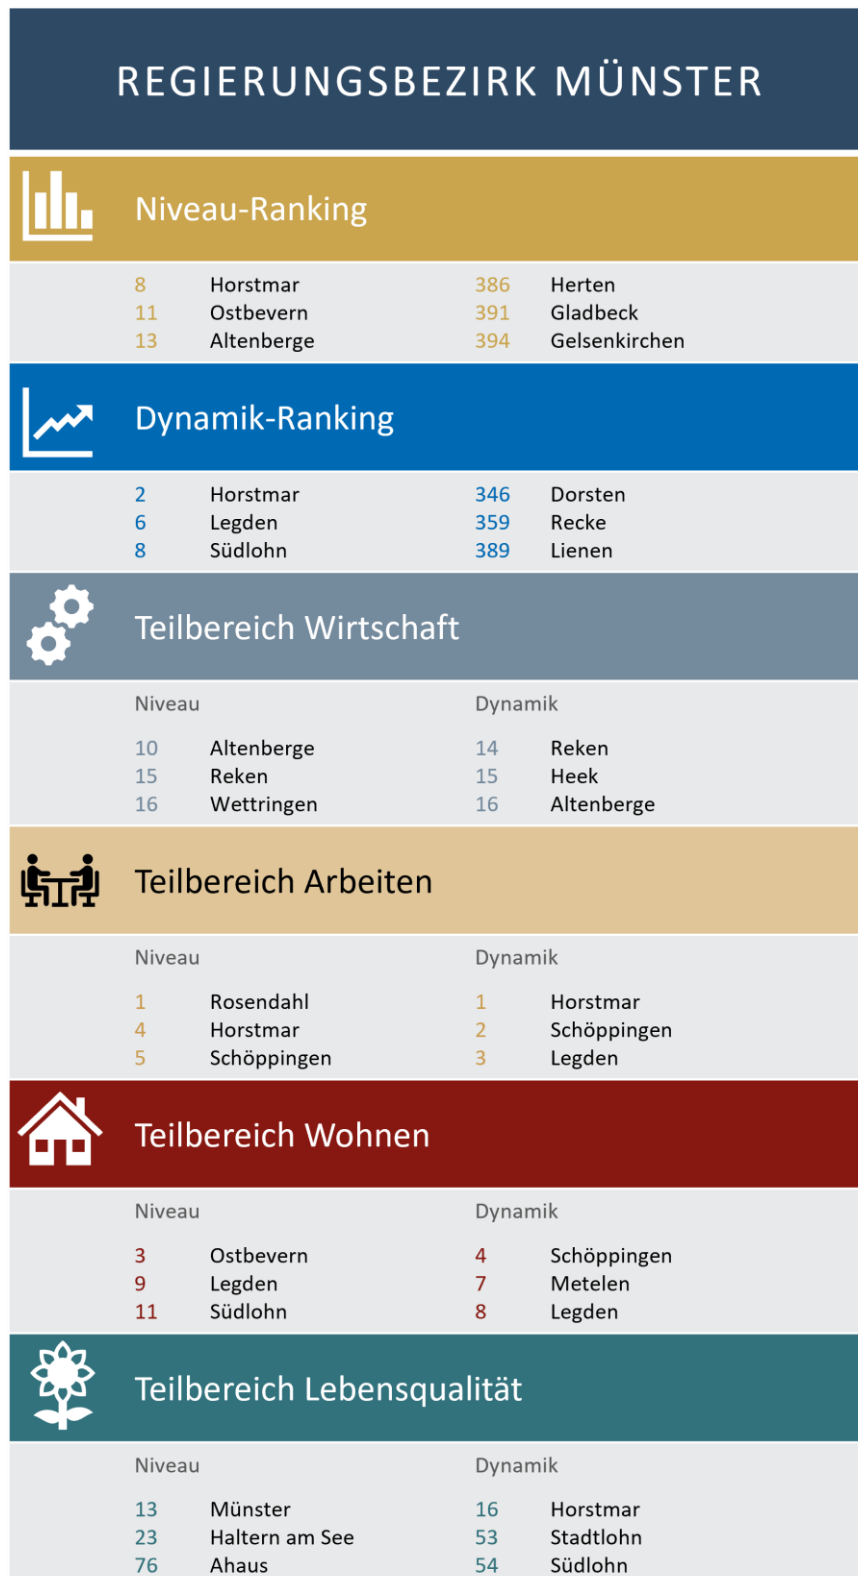 REGIERUNGSBEZIRK MÜNSTER
Niveau-Ranking
8 Horstmar 386 Herten
11 Ostbevern 391 Gladbeck
13 Altenberge 394 Gelsenkirchen
Dynamik-Ranking
2 Horstmar 346 Dorsten
6 Legden 359 Recke
8 Südlohn 389 Lienen
Teilbereich Wirtschaft
Niveau Dynamik
10 Altenberge 14 Reken
15 Reken 15 Heek
16 Wettringen 16 Altenberge
Teilbereich Arbeiten
Niveau Dynamik
1 Rosendahl 1 Horstmar
4 Horstmar 2 Schöppingen
5 Schöppingen 3 Legden
Teilbereich Wohnen
Niveau Dynamik
3 Ostbevern 4 Schöppingen
9 Legden 7 Metelen
11 Südlohn 8 Legden
Teilbereich Lebensqualität
Niveau Dynamik
13 Münster 16 Horstmar
23 Haltern am See 53 Stadtlohn
76 Ahaus 54 Südlohn